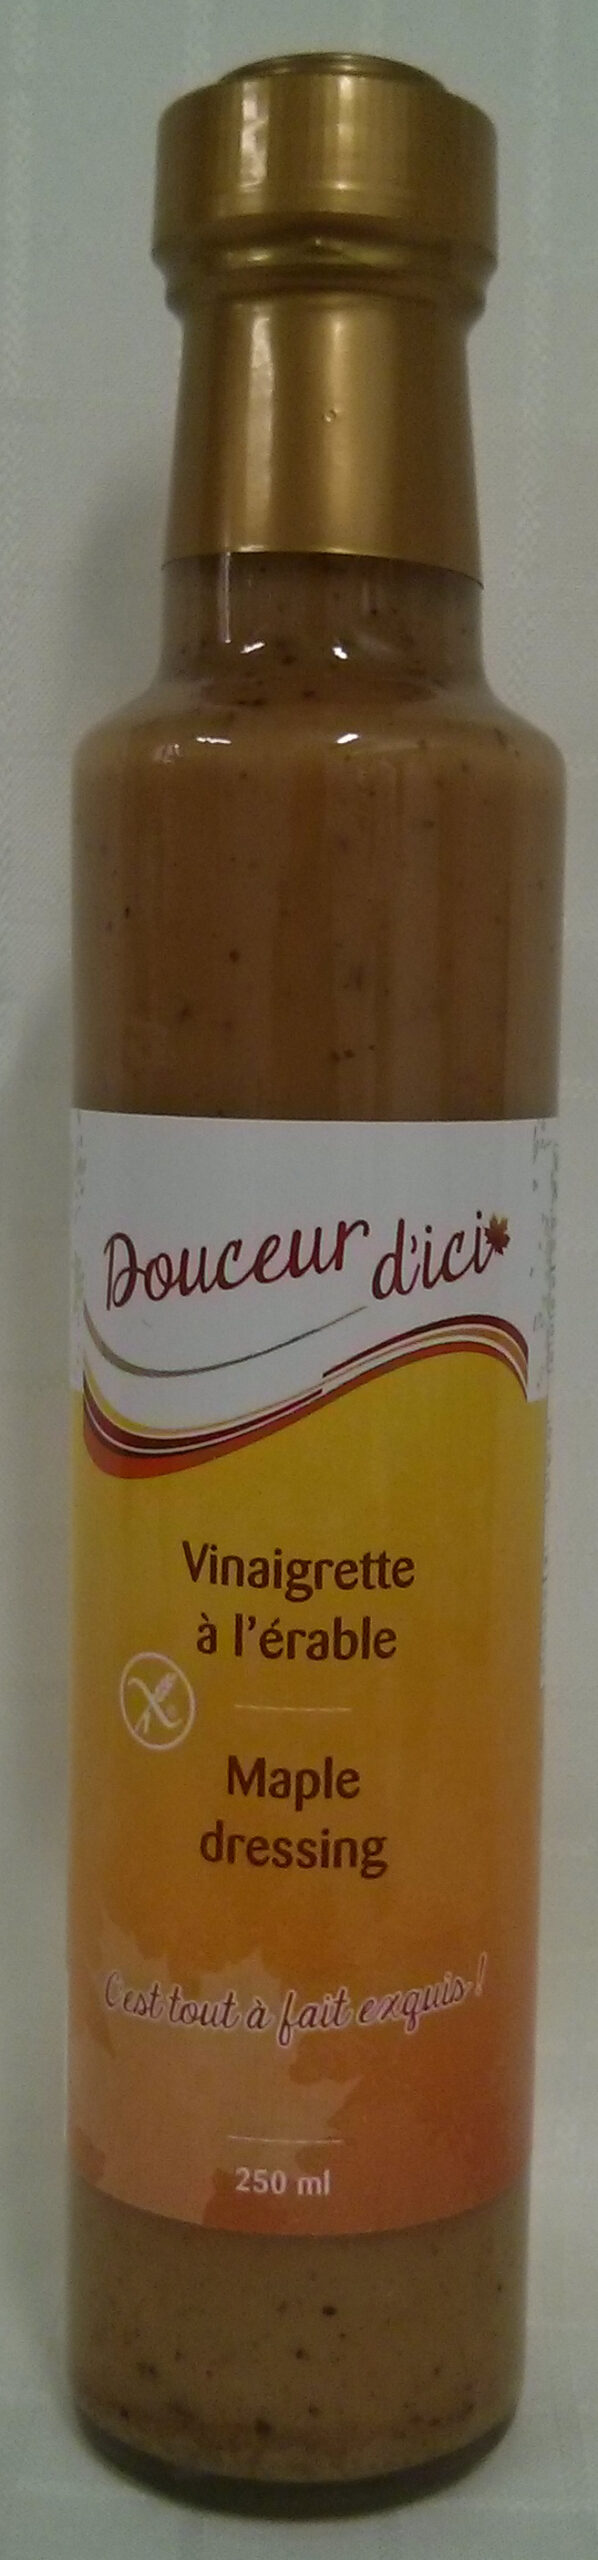 Douceur d'ici
Vinaigrette
à l'érable
Maple
dressing
C'est tout à fait exquis !
250 ml